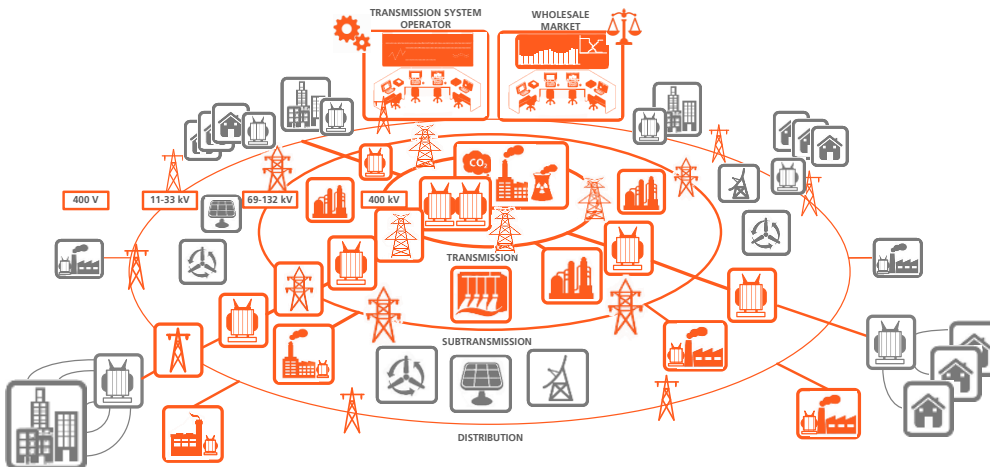 TRANSMISSION SYSTEM
OPERATOR
WHOLESALE
MARKET
CO₂
400 V
11-33 kV
69-132 kV
400 kV
TRANSMISSION
SUBTRANSMISSION
DISTRIBUTION